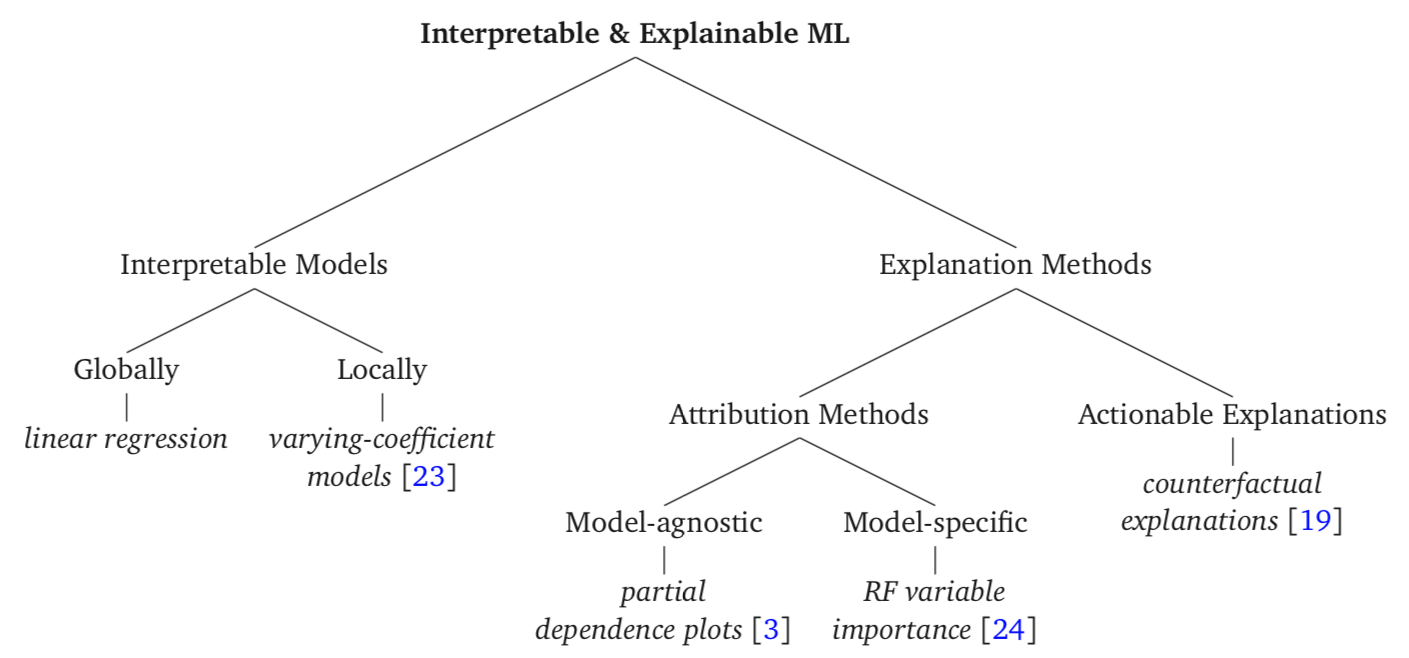 Interpretable & Explainable ML
Interpretable Models
Explanation Methods
Globally
Locally
linear regression
varying-coefficient
models [23]
Attribution Methods
Actionable Explanations
counterfactual
explanations [19]
Model-agnostic
Model-specific
partial
dependence plots [3]
RF variable
importance [24]